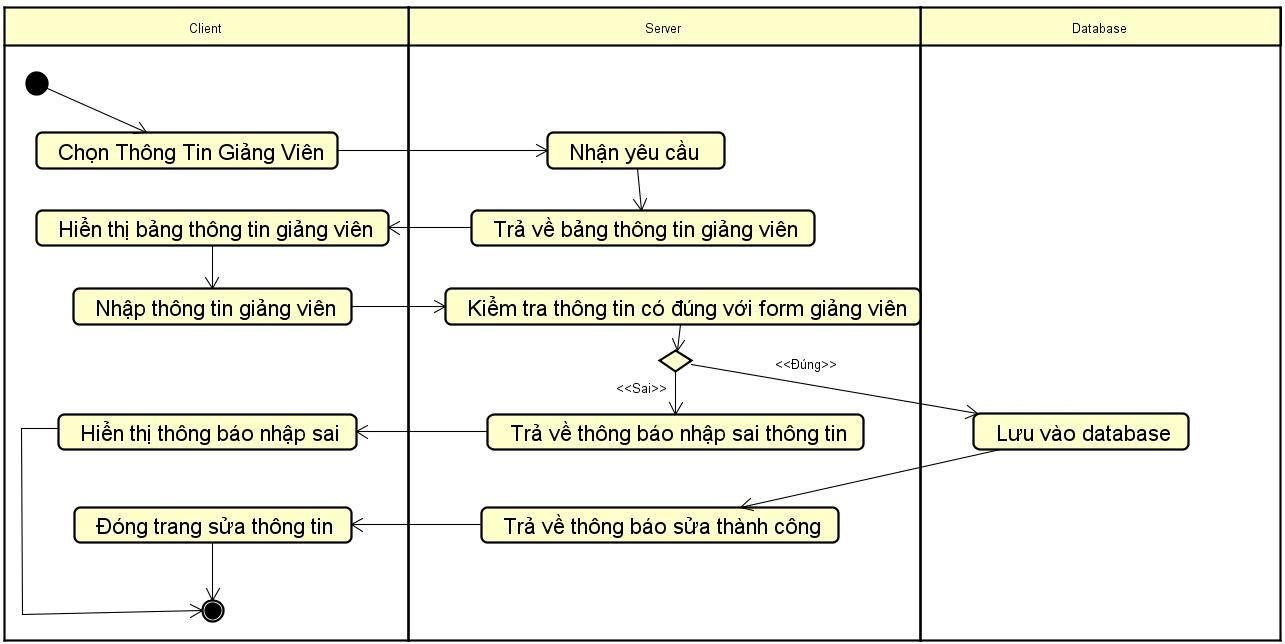 Client
Server
Database
Chọn Thông Tin Giảng Viên
Nhận yêu cầu
Hiển thị bảng thông tin giảng viên
Trả về bảng thông tin giảng viên
Nhập thông tin giảng viên
Kiểm tra thông tin có đúng với form giảng viên
<<Đúng>>
<<Sai>>
Hiển thị thông báo nhập sai
Trả về thông báo nhập sai thông tin
Lưu vào database
Đóng trang sửa thông tin
Trả về thông báo sửa thành công